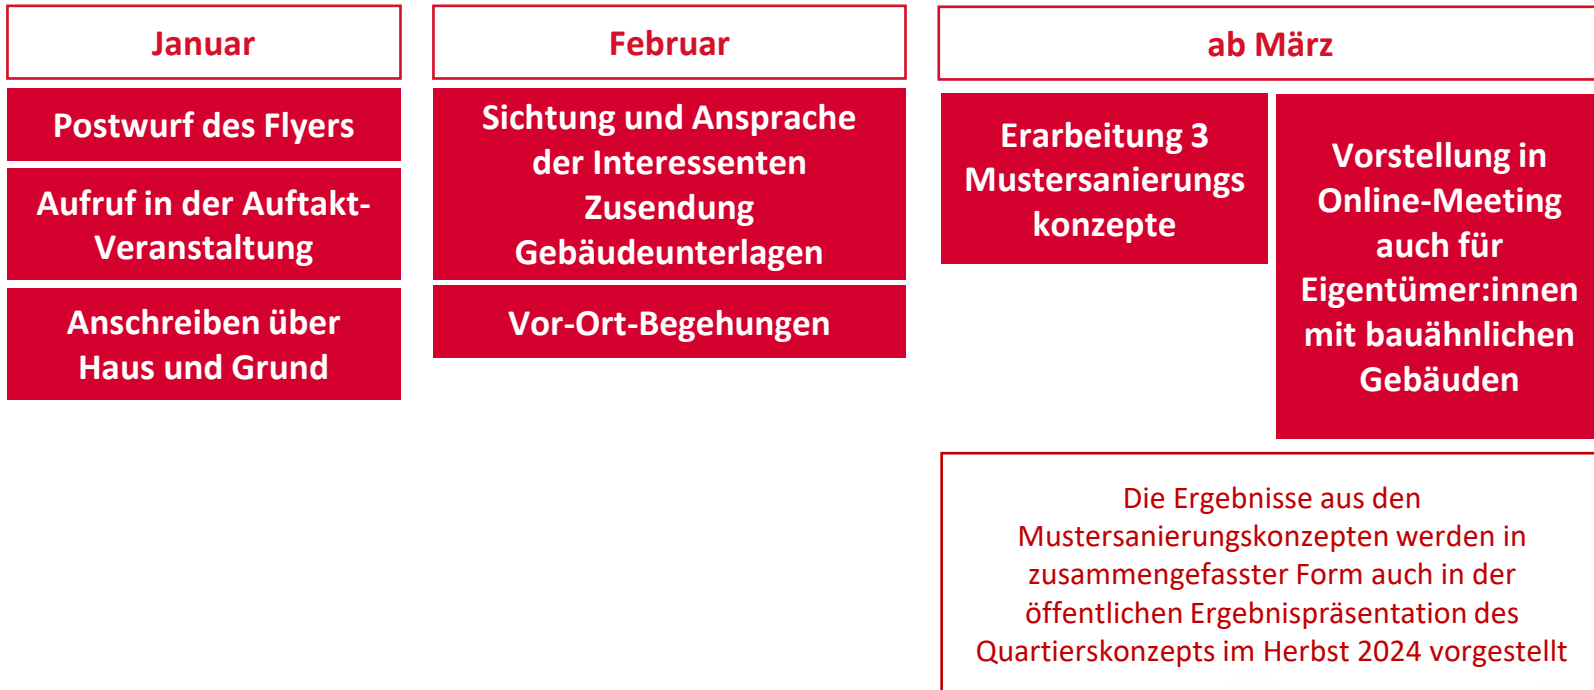 Januar
Postwurf des Flyers
Aufruf in der Auftakt-
Veranstaltung
Anschreiben über
Haus und Grund
Februar
Sichtung und Ansprache
der Interessenten
Zusendung
Gebäudeunterlagen
Vor-Ort-Begehungen
ab März
Erarbeitung 3
Mustersanierungs
konzepte
Vorstellung in
Online-Meeting
auch für
Eigentümer:innen
mit bauähnlichen
Gebäuden
Die Ergebnisse aus den
Mustersanierungskonzepten werden in
zusammengefasster Form auch in der
öffentlichen Ergebnispräsentation des
Quartierskonzepts im Herbst 2024 vorgestellt